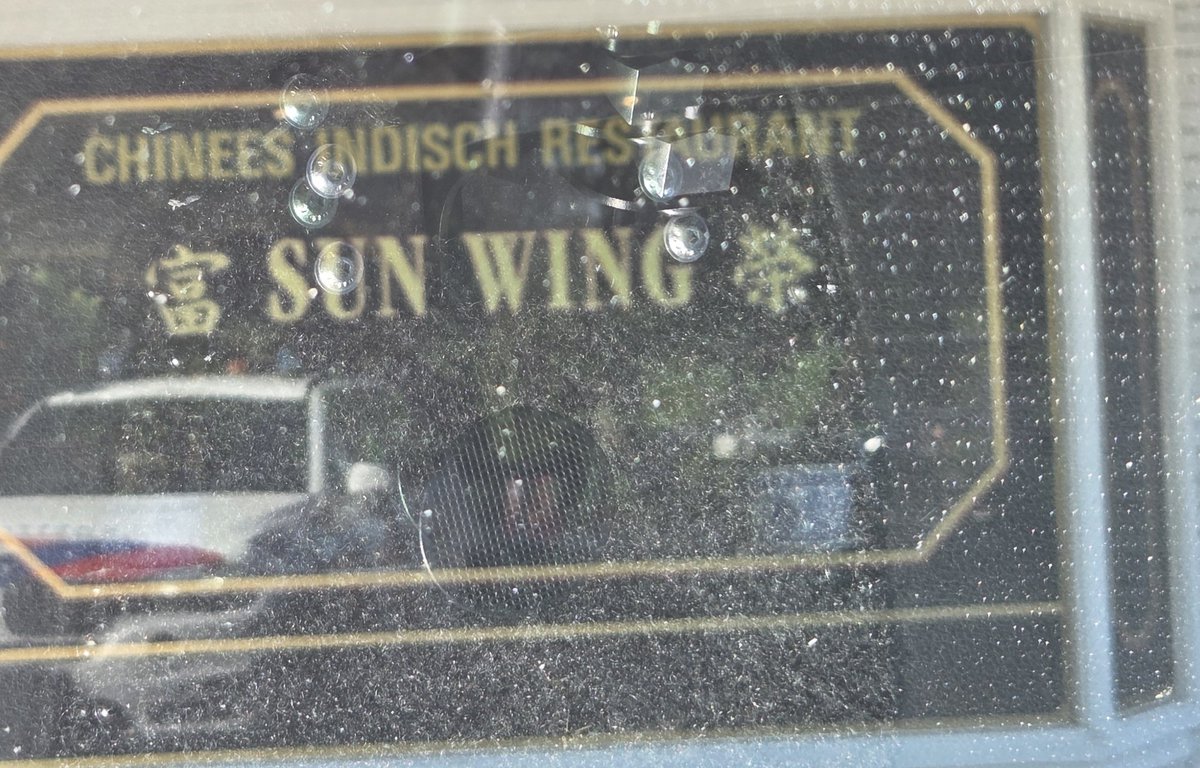 CHINEES INDISCH RESTAURANT
富 SUN WING 榮